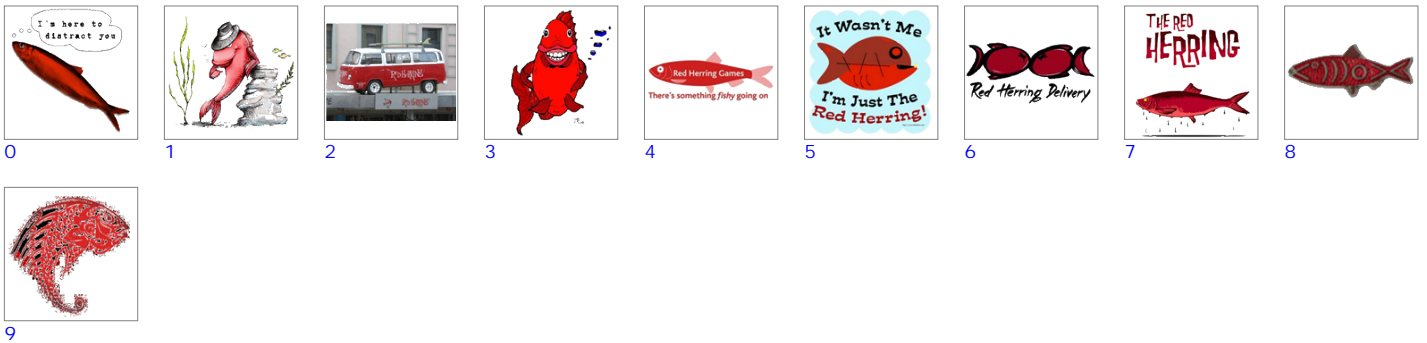 I'm here to
distract you
0
1
2
3
Red Herring Games
There's something fishy going on
4
It Wasn't Me
I'm Just The
Red Herring!
5
Red Herring Delivery
6
THE RED
HERRING
7
8
9